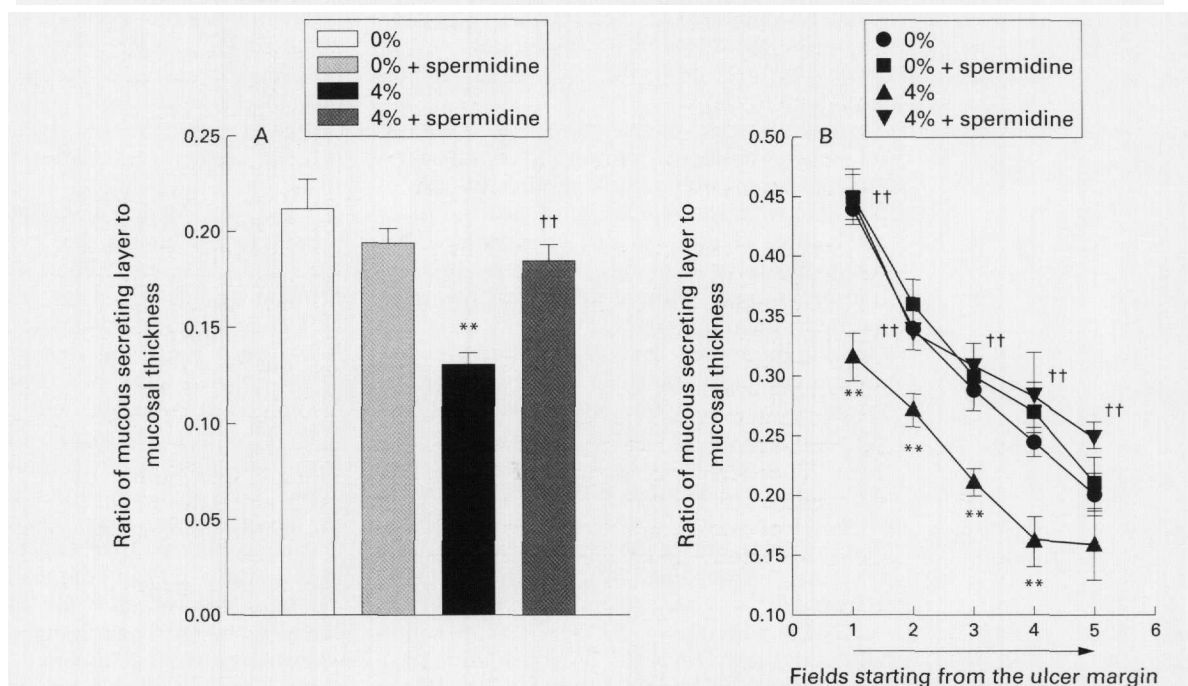 0%
0% + spermidine
4%
4% + spermidine
A
Ratio of mucous secreting layer to
mucosal thickness
0.25
0.20
0.15
0.10
0.05
0.00
**
††
0%
0% + spermidine
4%
4% + spermidine
B
Ratio of mucous secreting layer to
mucosal thickness
0.50
0.45
0.40
0.35
0.30
0.25
0.20
0.15
0.10
††
††
††
††
††
**
**
**
**
0 1 2 3 4 5 6
Fields starting from the ulcer margin